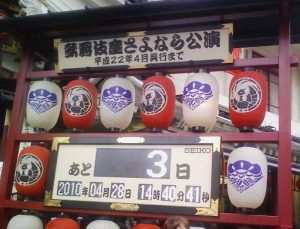 歌舞伎座さよなら公演
平成22年4月興行まで
SEIKO
あと 3 日
2010年04月28日 14時40分41秒